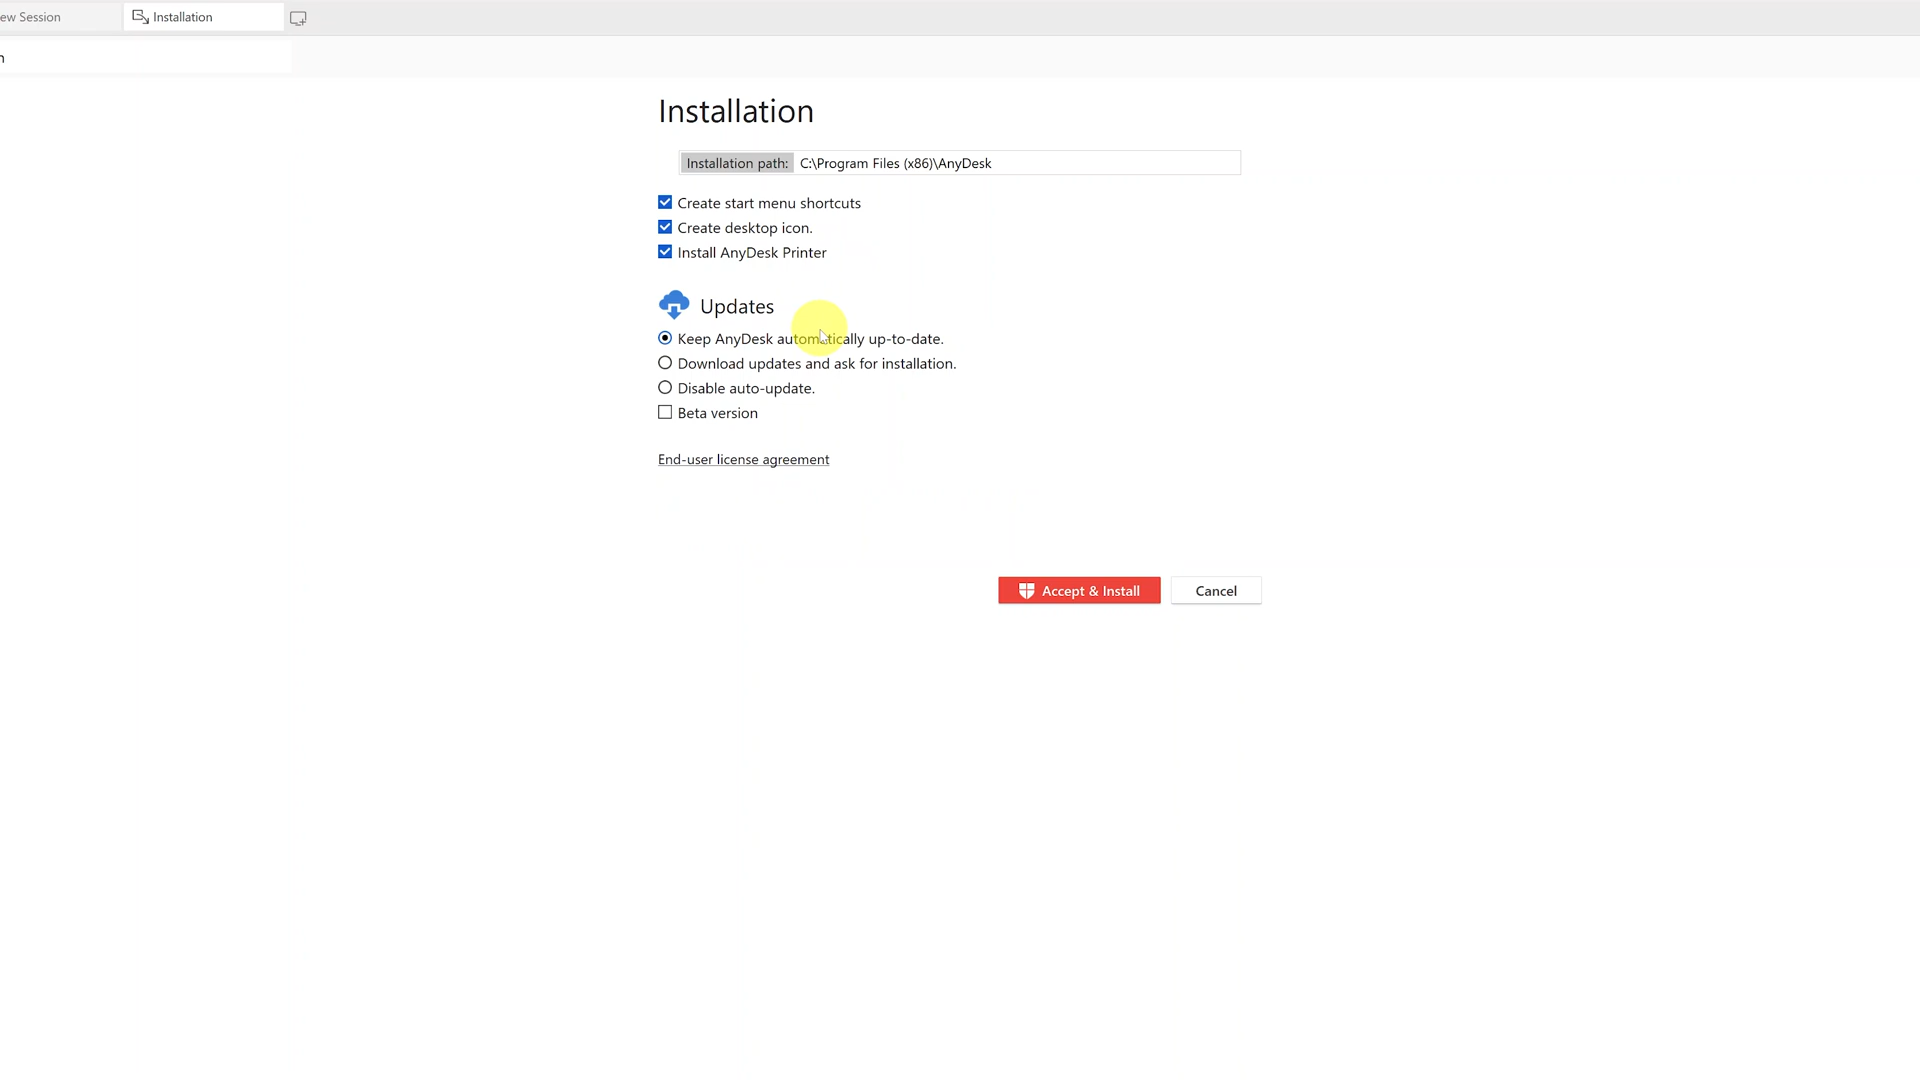 ew Session
Installation
n
Installation
Installation path: C:\Program Files (x86)\AnyDesk
Create start menu shortcuts
Create desktop icon.
Install AnyDesk Printer
Updates
Keep AnyDesk automatically up-to-date.
Download updates and ask for installation.
Disable auto-update.
Beta version
End-user license agreement
Accept & Install
Cancel